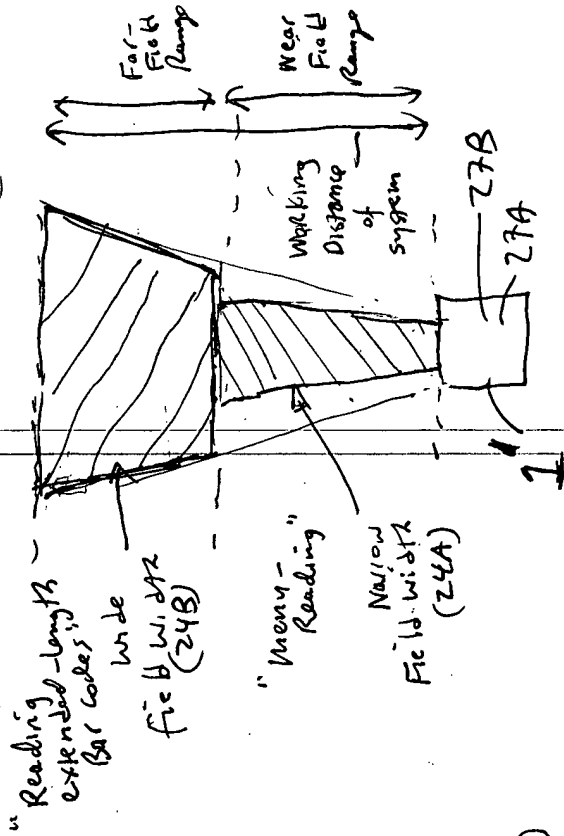 "Reading
extended-length
Bar codes"
wide
field width
(24B)
"Menu-
Reading"
Narrow
Field width
(24A)
Far-
Field
Range
Near
Field
Range
Working
Distance
of
system
27B
27A
1